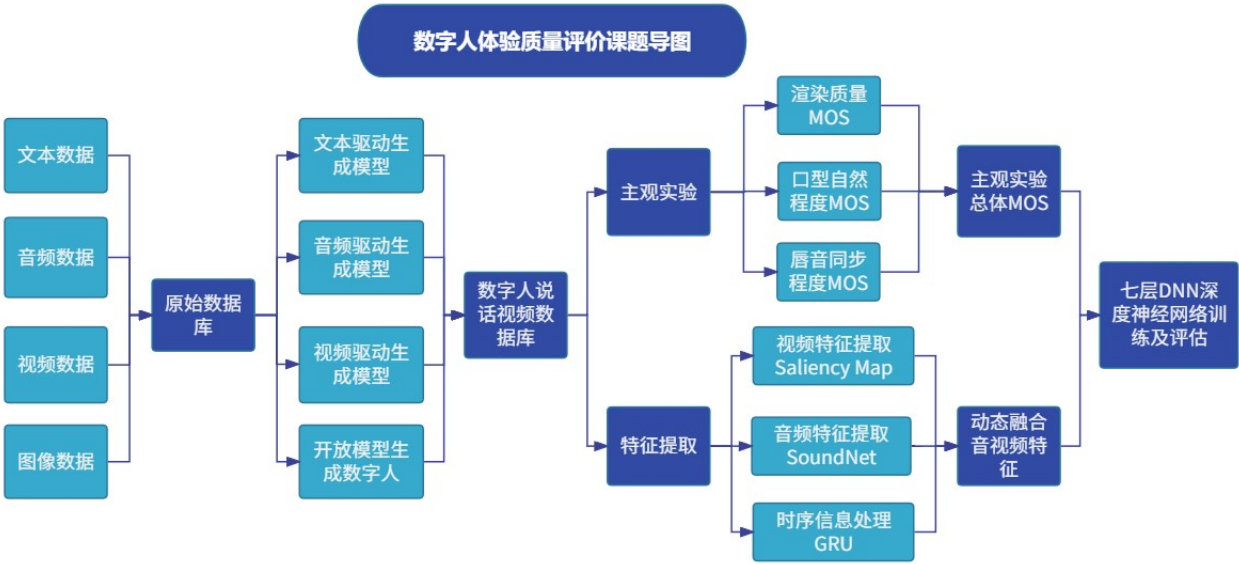 数字人体验质量评价课题导图
文本数据
音频数据
视频数据
图像数据
原始数据
库
文本驱动生
成模型
音频驱动生
成模型
视频驱动生
成模型
开放模型生
成数字人
数字人说
话视频数
据库
主观实验
特征提取
渲染质量
MOS
口型自然
程度MOS
唇音同步
程度MOS
视频特征提取
Saliency Map
音频特征提取
SoundNet
时序信息处理
GRU
主观实验
总体MOS
动态融合
音视频特
征
七层DNN深
度神经网络训
练及评估